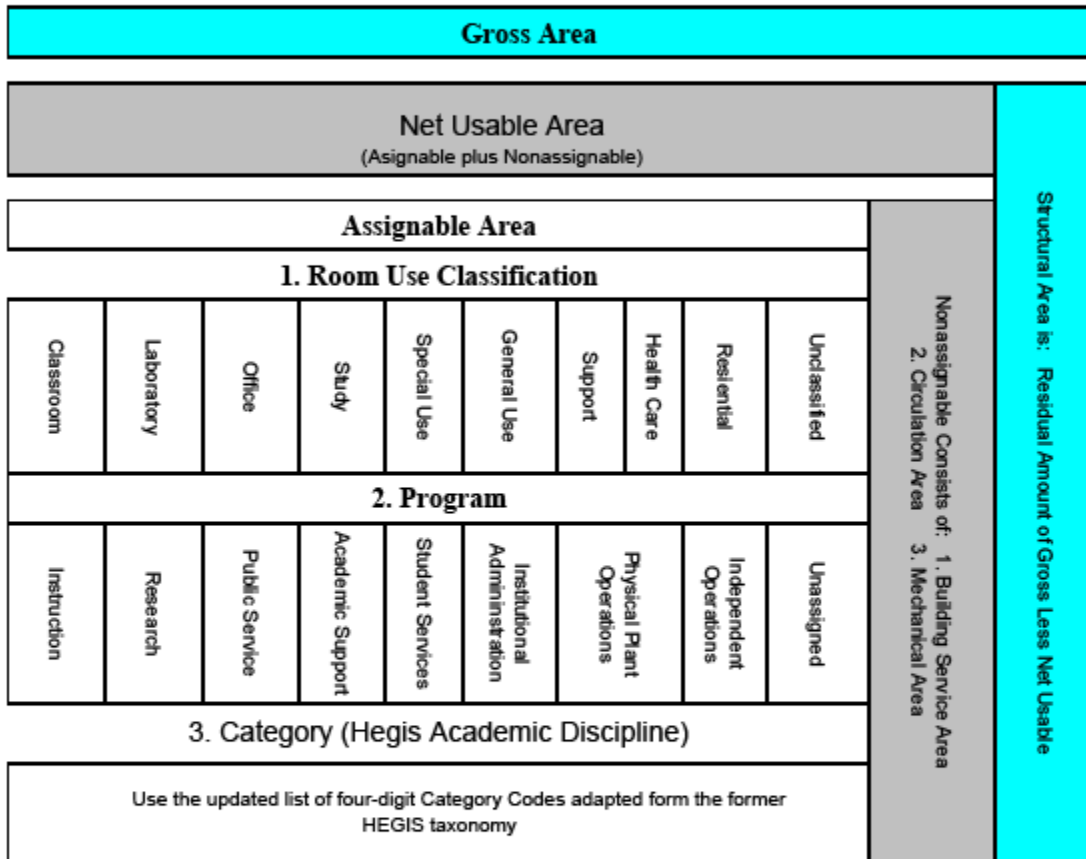 Gross Area
Net Usable Area
(Asignable plus Nonassignable)
Assignable Area
1. Room Use Classification
Classroom
Laboratory
Office
Study
Special Use
General Use
Support
Health Care
Resiential
Unclassified
2. Program
Instruction
Research
Public Service
Academic Support
Student Services
Institutional
Admininstration
Physical Plant
Operations
Independent
Operations
Unassigned
3. Category (Hegis Academic Discipline)
Use the updated list of four-digit Category Codes adapted form the former
HEGIS taxonomy
Nonassignable Consists of: 1. Building Service Area
2. Circulation Area 3. Mechanical Area
Structural Area is: Residual Amount of Gross Less Net Usable